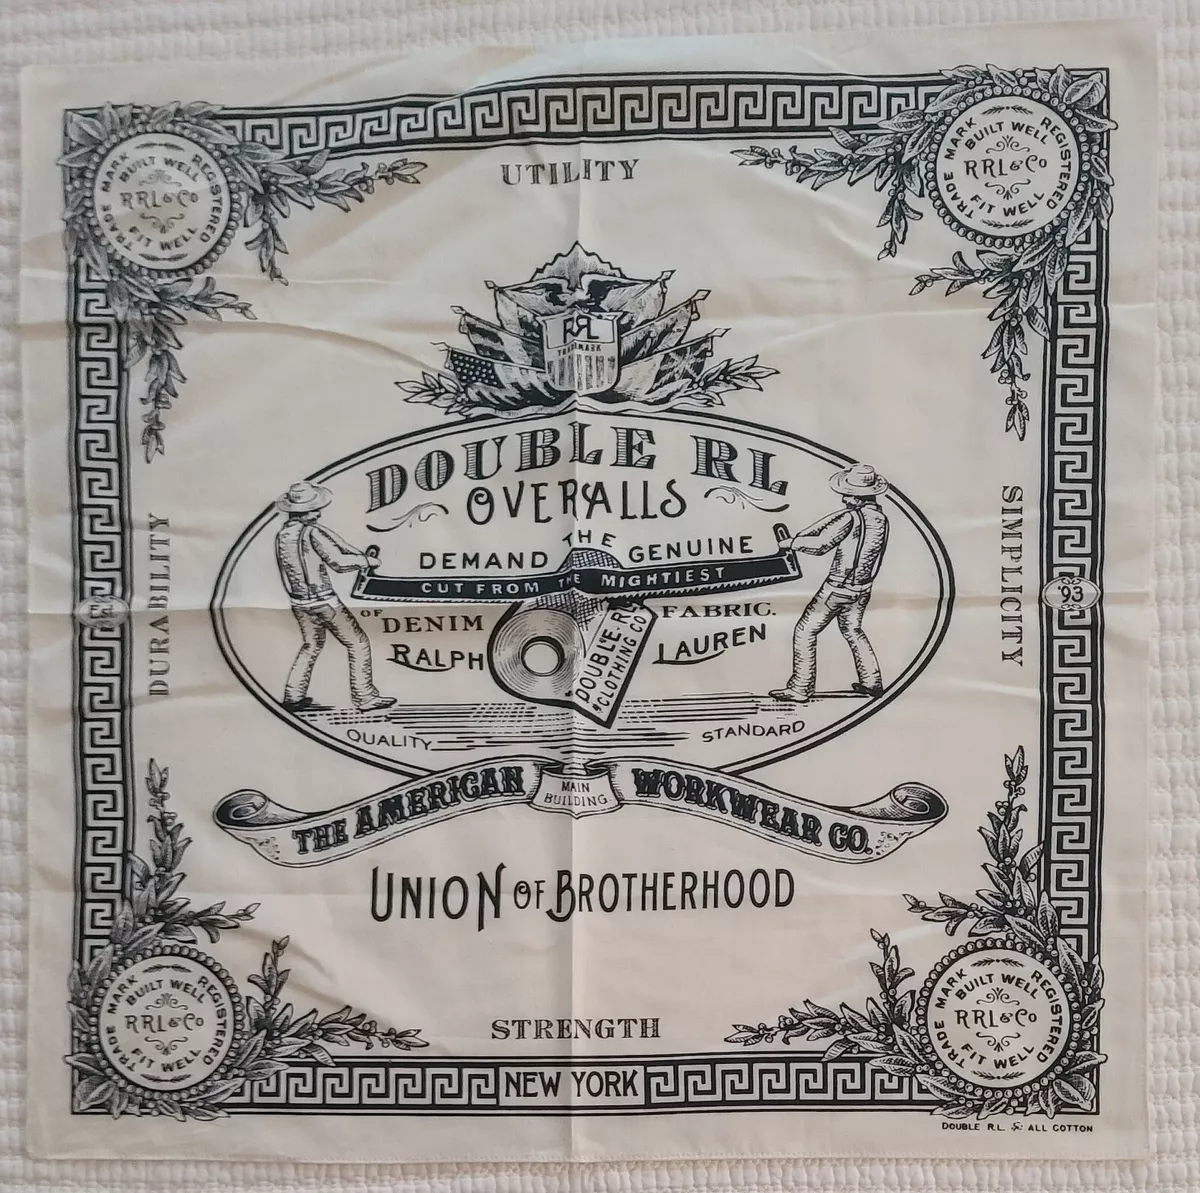 TRADE MARK REGISTERED
BUILT WELL
RRL&Co
FIT WELL
UTILITY
TRADE MARK REGISTERED
BUILT WELL
RRL&Co
FIT WELL
RRL
TRADEMARK
DOUBLE RL
OVERALLS
DEMAND THE GENUINE
CUT FROM THE MIGHTIEST
OF DENIM FABRIC.
RALPH LAUREN
DOUBLE RL
CLOTHING CO
QUALITY STANDARD
DURABILITY
Est
SIMPLICITY
'93
THE AMERICAN WORKWEAR CO.
MAIN
BUILDING
UNION OF BROTHERHOOD
TRADE MARK REGISTERED
BUILT WELL
RRL&Co
FIT WELL
STRENGTH
TRADE MARK REGISTERED
BUILT WELL
RRL&Co
FIT WELL
NEW YORK
DOUBLE R.L. ALL COTTON